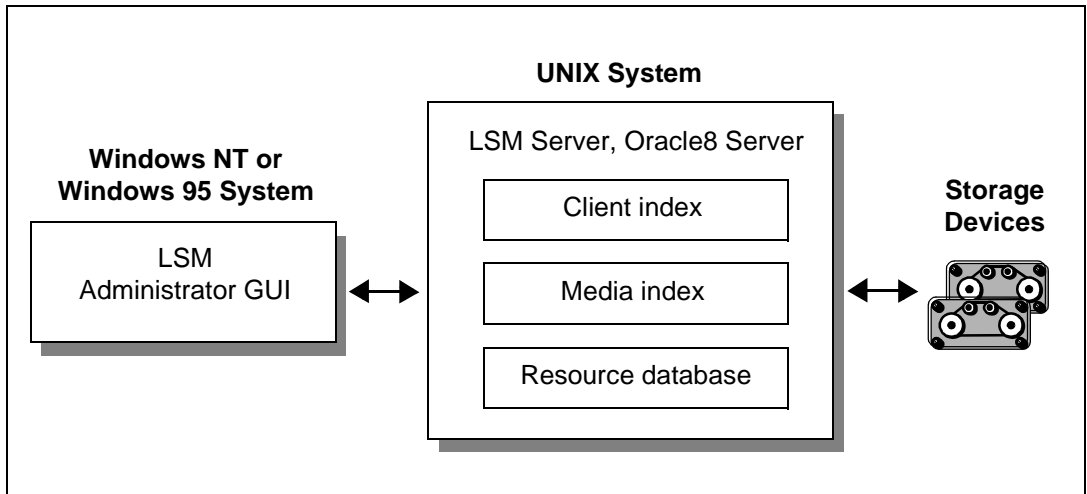 Windows NT or
Windows 95 System
LSM
Administrator GUI
UNIX System
LSM Server, Oracle8 Server
Client index
Media index
Resource database
Storage
Devices